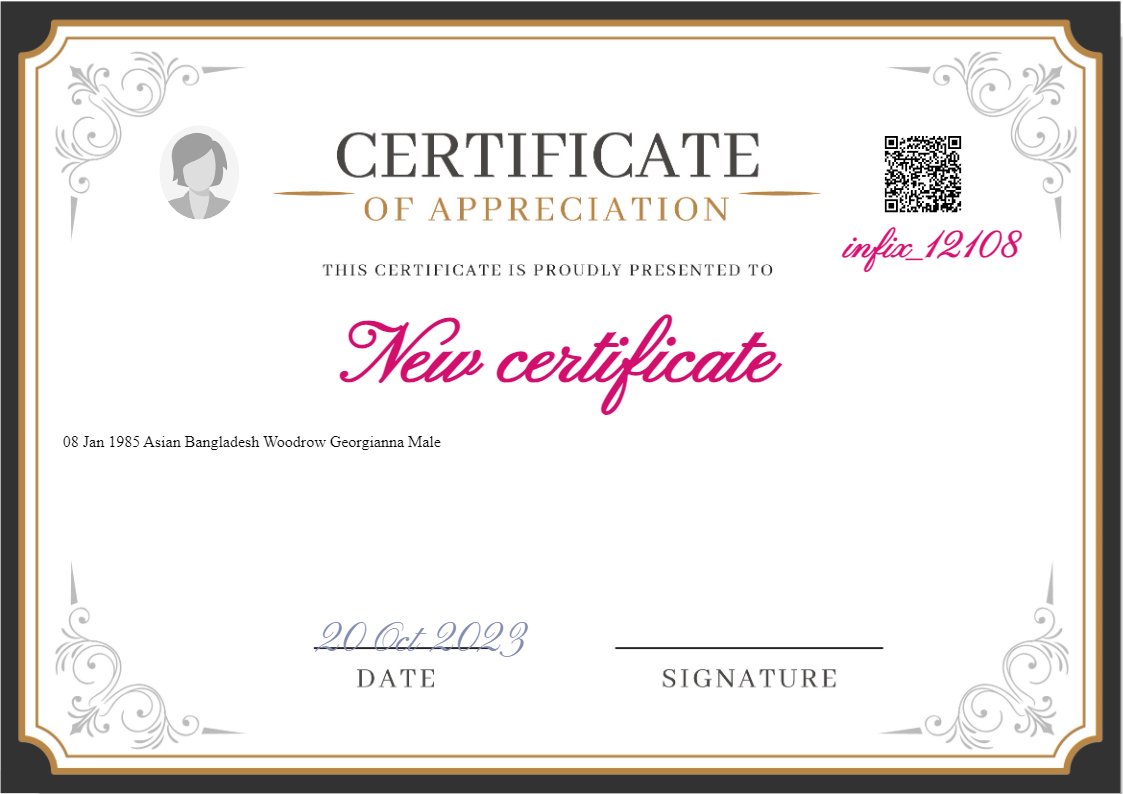 CERTIFICATE
OF APPRECIATION
infix_12108
THIS CERTIFICATE IS PROUDLY PRESENTED TO
New certificate
08 Jan 1985 Asian Bangladesh Woodrow Georgianna Male
20 Oct 2023
DATE
SIGNATURE